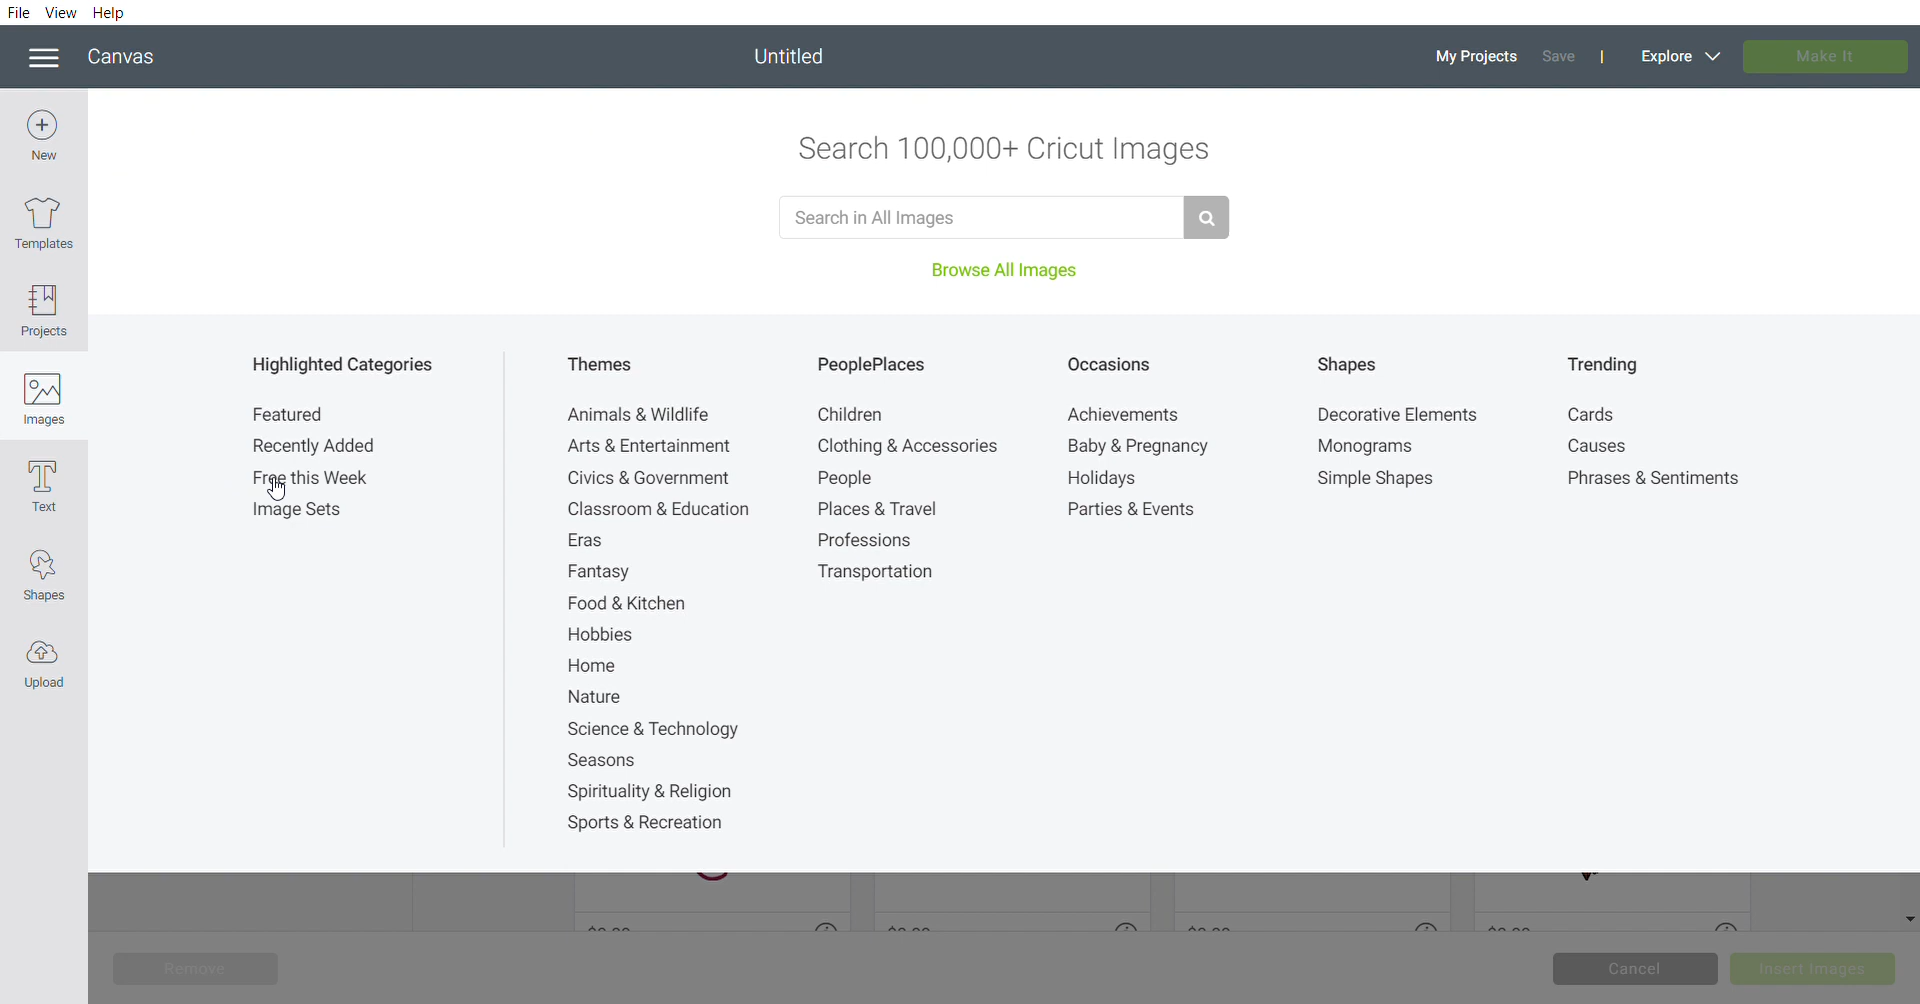 File View Help
Canvas
Untitled
My Projects Save | Explore Make It
New
Templates
Projects
Images
Text
Shapes
Upload
Search 100,000+ Cricut Images
Search in All Images
Browse All Images
Highlighted Categories
Featured
Recently Added
Free this Week
Image Sets
Themes
Animals & Wildlife
Arts & Entertainment
Civics & Government
Classroom & Education
Eras
Fantasy
Food & Kitchen
Hobbies
Home
Nature
Science & Technology
Seasons
Spirituality & Religion
Sports & Recreation
PeoplePlaces
Children
Clothing & Accessories
People
Places & Travel
Professions
Transportation
Occasions
Achievements
Baby & Pregnancy
Holidays
Parties & Events
Shapes
Decorative Elements
Monograms
Simple Shapes
Trending
Cards
Causes
Phrases & Sentiments
Remove
Cancel
Insert Images